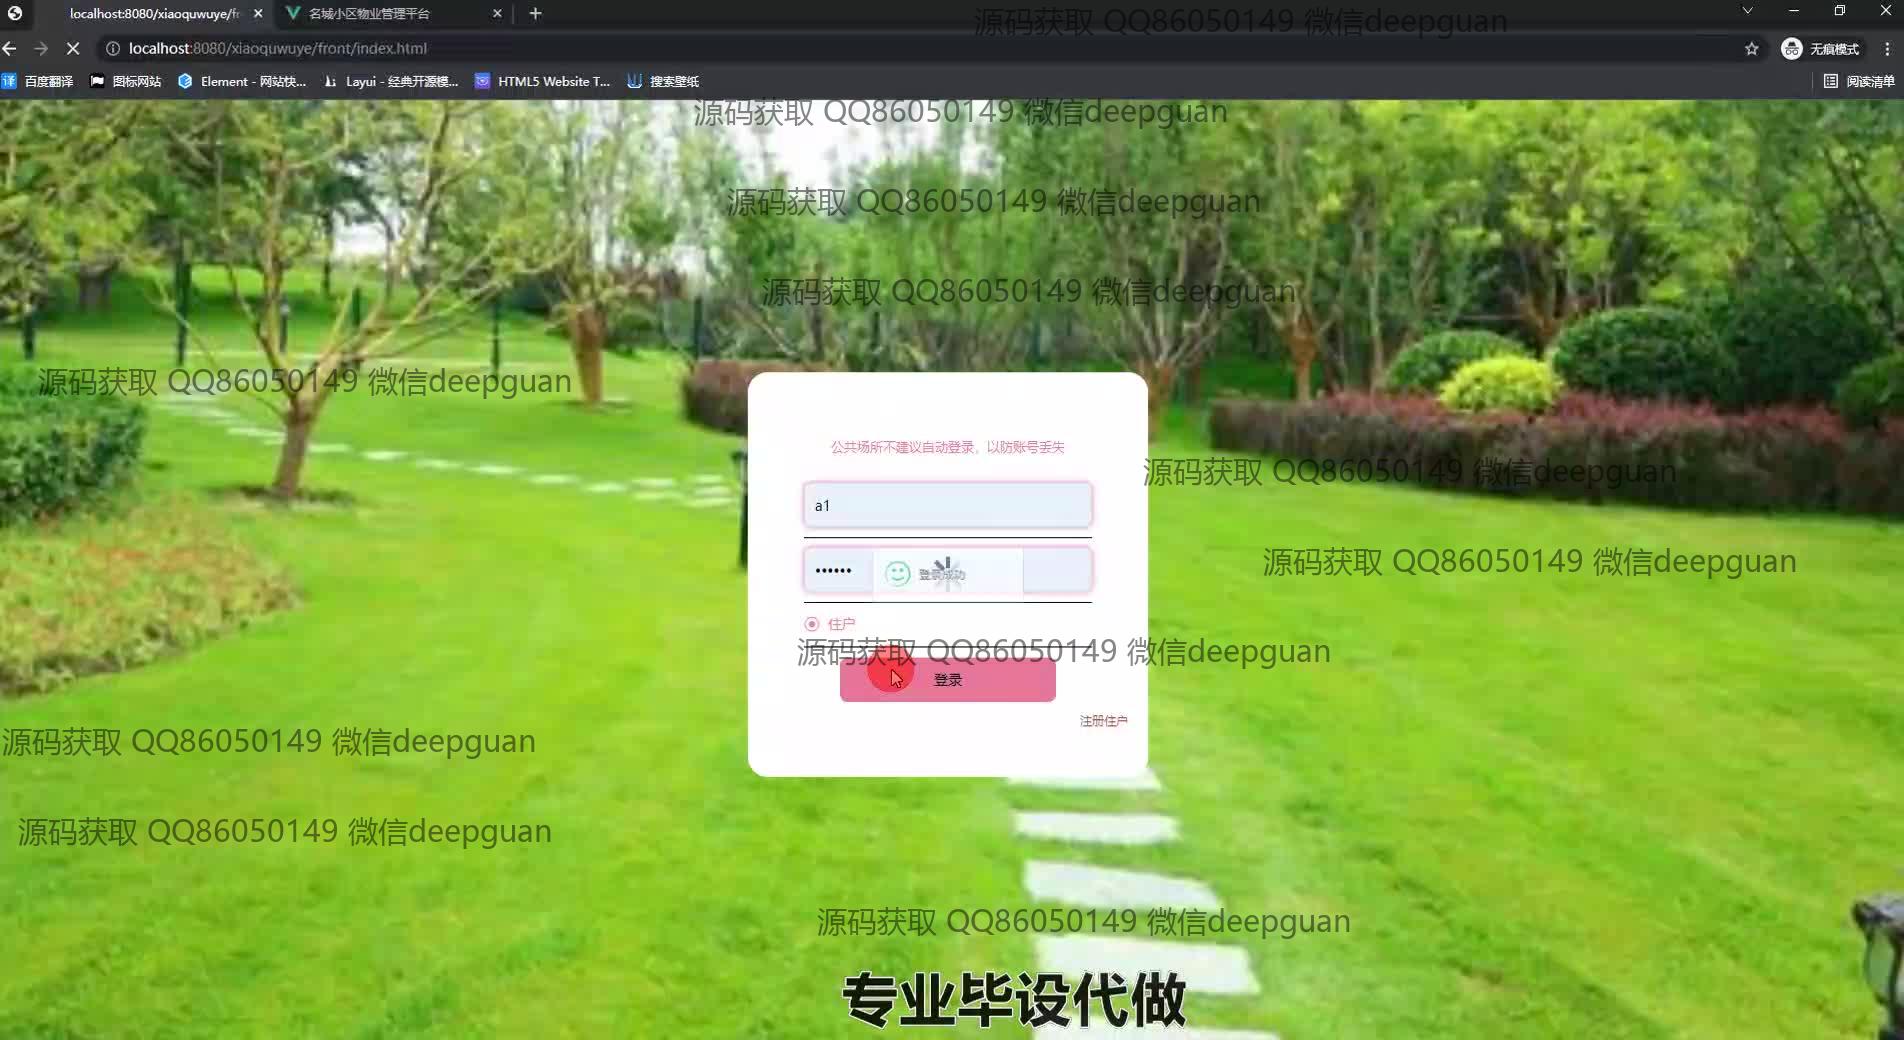 localhost:8080/xiaoquwuye/fr
名城小区物业管理平台
源码获取 QQ86050149 微信deepguan
localhost:8080/xiaoquwuye/front/index.html
无痕模式
百度翻译
图标网站
Element - 网站快...
Layui - 经典开源模...
HTML5 Website T...
搜索壁纸
阅读清单
源码获取 QQ86050149 微信deepguan
源码获取 QQ86050149 微信deepguan
源码获取 QQ86050149 微信deepguan
源码获取 QQ86050149 微信deepguan
公共场所不建议自动登录，以防账号丢失
源码获取 QQ86050149 微信deepguan
a1
源码获取 QQ86050149 微信deepguan
••••••
登录成功
住户
源码获取 QQ86050149 微信deepguan
登录
注册住户
源码获取 QQ86050149 微信deepguan
源码获取 QQ86050149 微信deepguan
源码获取 QQ86050149 微信deepguan
专业毕设代做